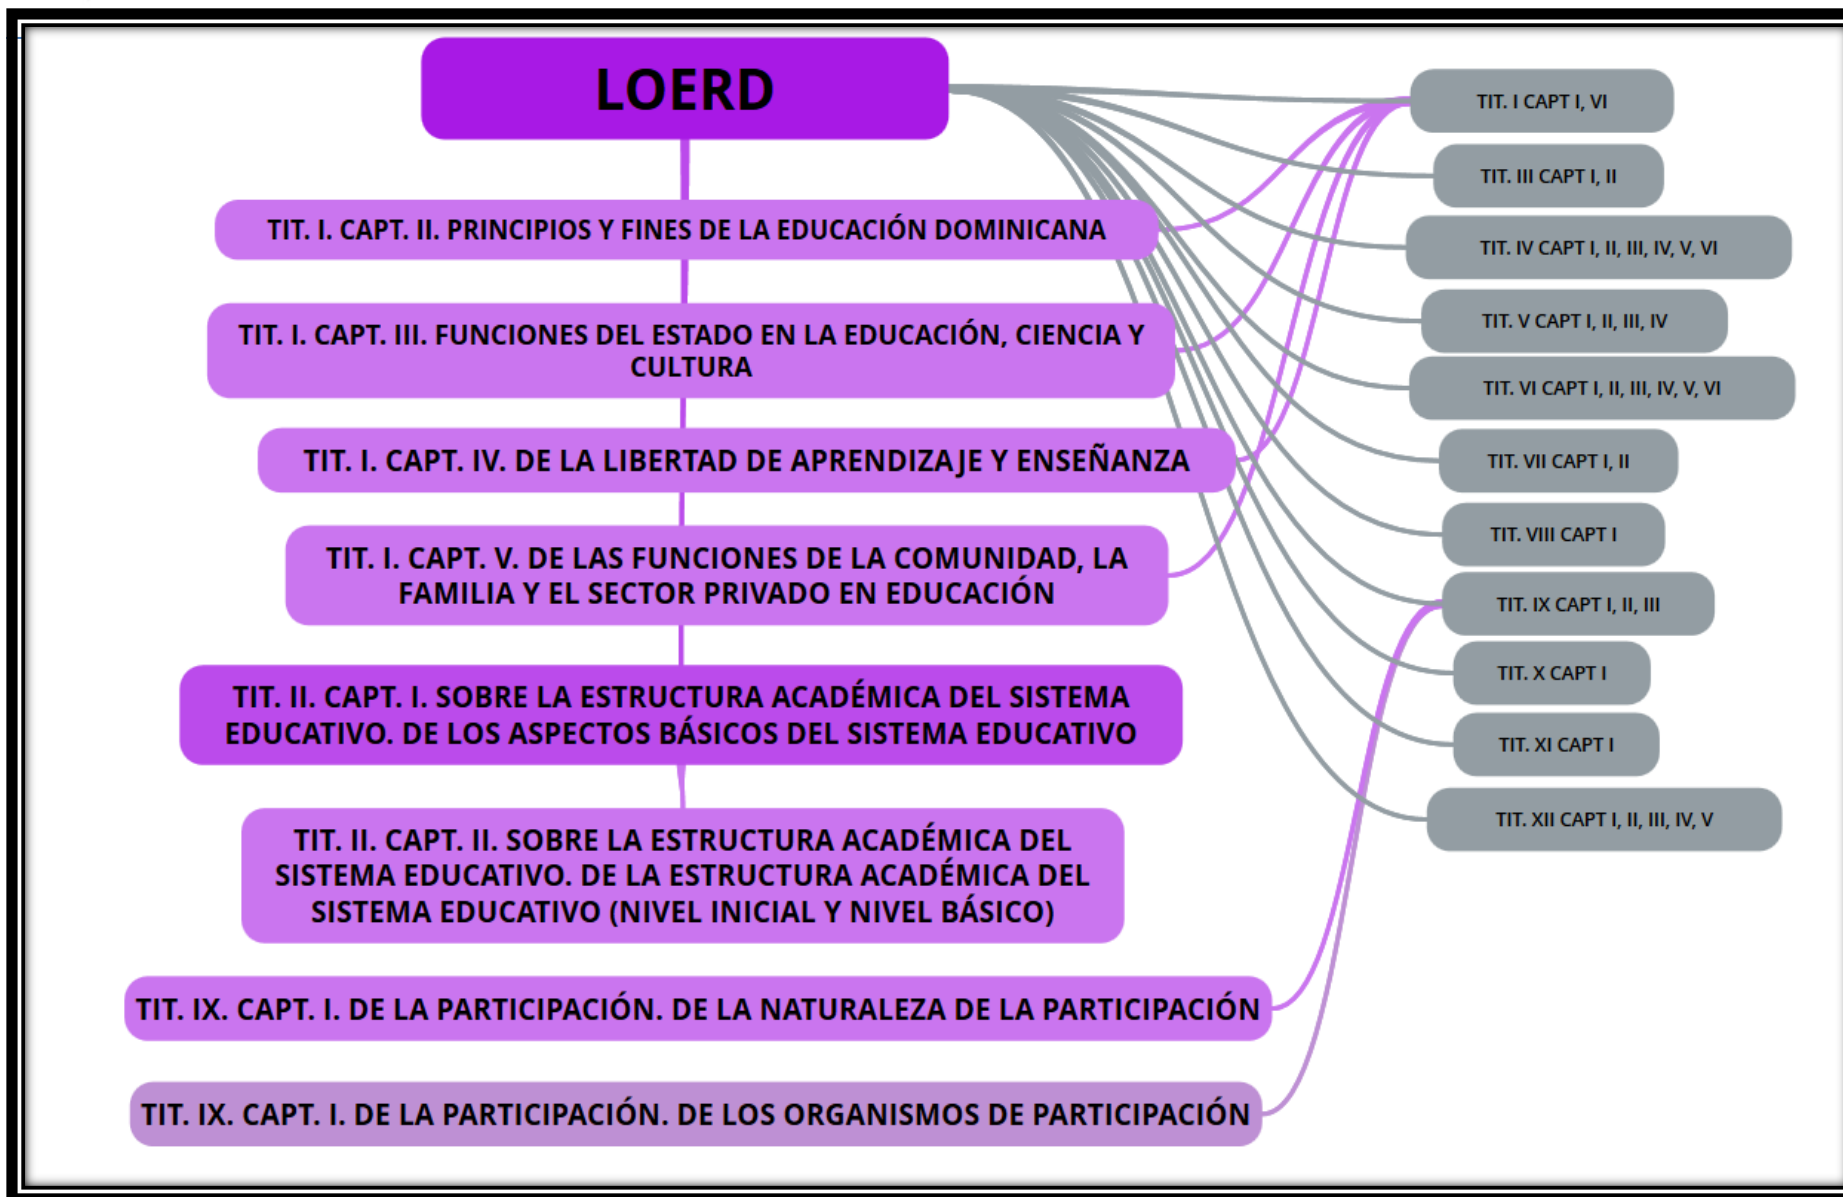 LOERD
TIT. I. CAPT. II. PRINCIPIOS Y FINES DE LA EDUCACIÓN DOMINICANA
TIT. I. CAPT. III. FUNCIONES DEL ESTADO EN LA EDUCACIÓN, CIENCIA Y
CULTURA
TIT. I. CAPT. IV. DE LA LIBERTAD DE APRENDIZAJE Y ENSEÑANZA
TIT. I. CAPT. V. DE LAS FUNCIONES DE LA COMUNIDAD, LA
FAMILIA Y EL SECTOR PRIVADO EN EDUCACIÓN
TIT. II. CAPT. I. SOBRE LA ESTRUCTURA ACADÉMICA DEL SISTEMA
EDUCATIVO. DE LOS ASPECTOS BÁSICOS DEL SISTEMA EDUCATIVO
TIT. II. CAPT. II. SOBRE LA ESTRUCTURA ACADÉMICA DEL
SISTEMA EDUCATIVO. DE LA ESTRUCTURA ACADÉMICA DEL
SISTEMA EDUCATIVO (NIVEL INICIAL Y NIVEL BÁSICO)
TIT. IX. CAPT. I. DE LA PARTICIPACIÓN. DE LA NATURALEZA DE LA PARTICIPACIÓN
TIT. IX. CAPT. I. DE LA PARTICIPACIÓN. DE LOS ORGANISMOS DE PARTICIPACIÓN
TIT. I CAPT I, VI
TIT. III CAPT I, II
TIT. IV CAPT I, II, III, IV, V, VI
TIT. V CAPT I, II, III, IV
TIT. VI CAPT I, II, III, IV, V, VI
TIT. VII CAPT I, II
TIT. VIII CAPT I
TIT. IX CAPT I, II, III
TIT. X CAPT I
TIT. XI CAPT I
TIT. XII CAPT I, II, III, IV, V